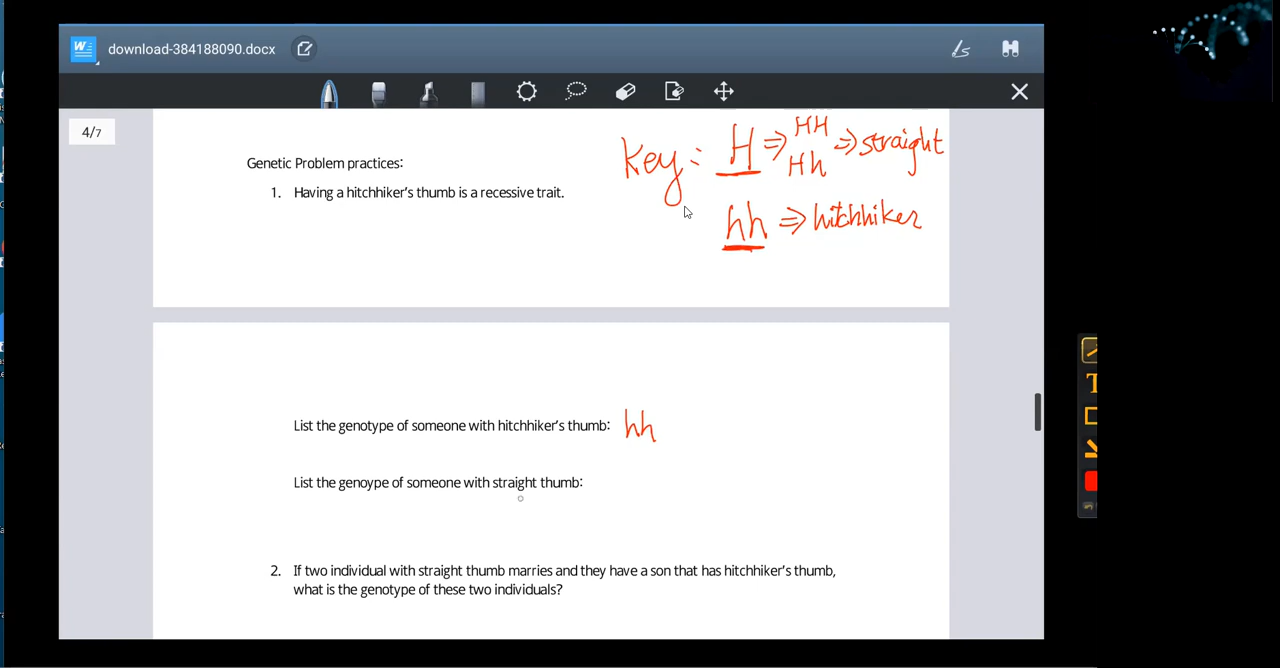 download-384188090.docx
4/7
Key: H ⇒ HH Hh ⇒ straight
hh ⇒ hitchhiker
Genetic Problem practices:
1. Having a hitchhiker's thumb is a recessive trait.
List the genotype of someone with hitchhiker's thumb: hh
List the genoype of someone with straight thumb:
2. If two individual with straight thumb marries and they have a son that has hitchhiker's thumb,
what is the genotype of these two individuals?